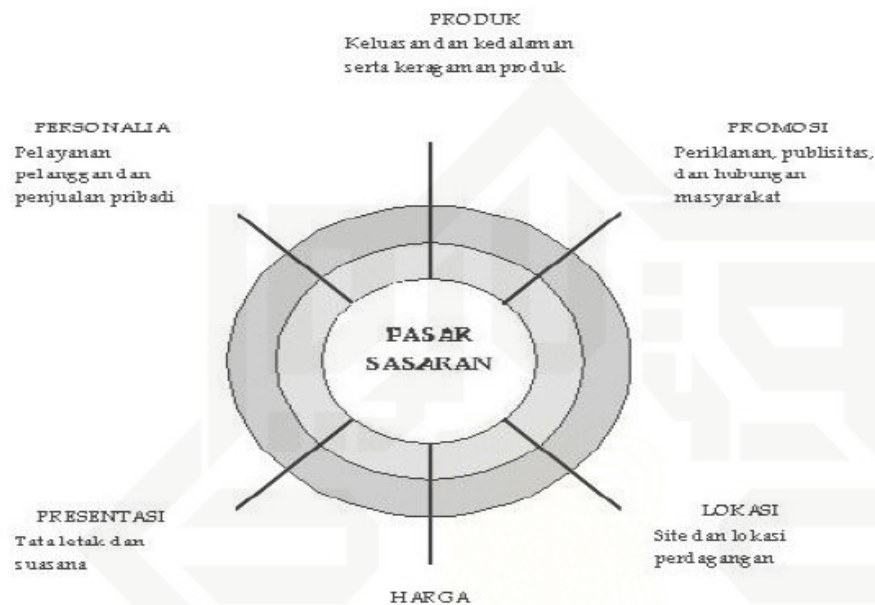 PRODUK
Keluasan dan kedalaman
serta keragaman produk
PERSONALIA
Pelayanan
pelanggan dan
penjualan pribadi
PROMOSI
Periklanan, publisitas,
dan hubungan
masyarakat
PASAR
SASARAN
PRESENTASI
Tata letak dan
suasana
LOKASI
Site dan lokasi
perdagangan
HARGA